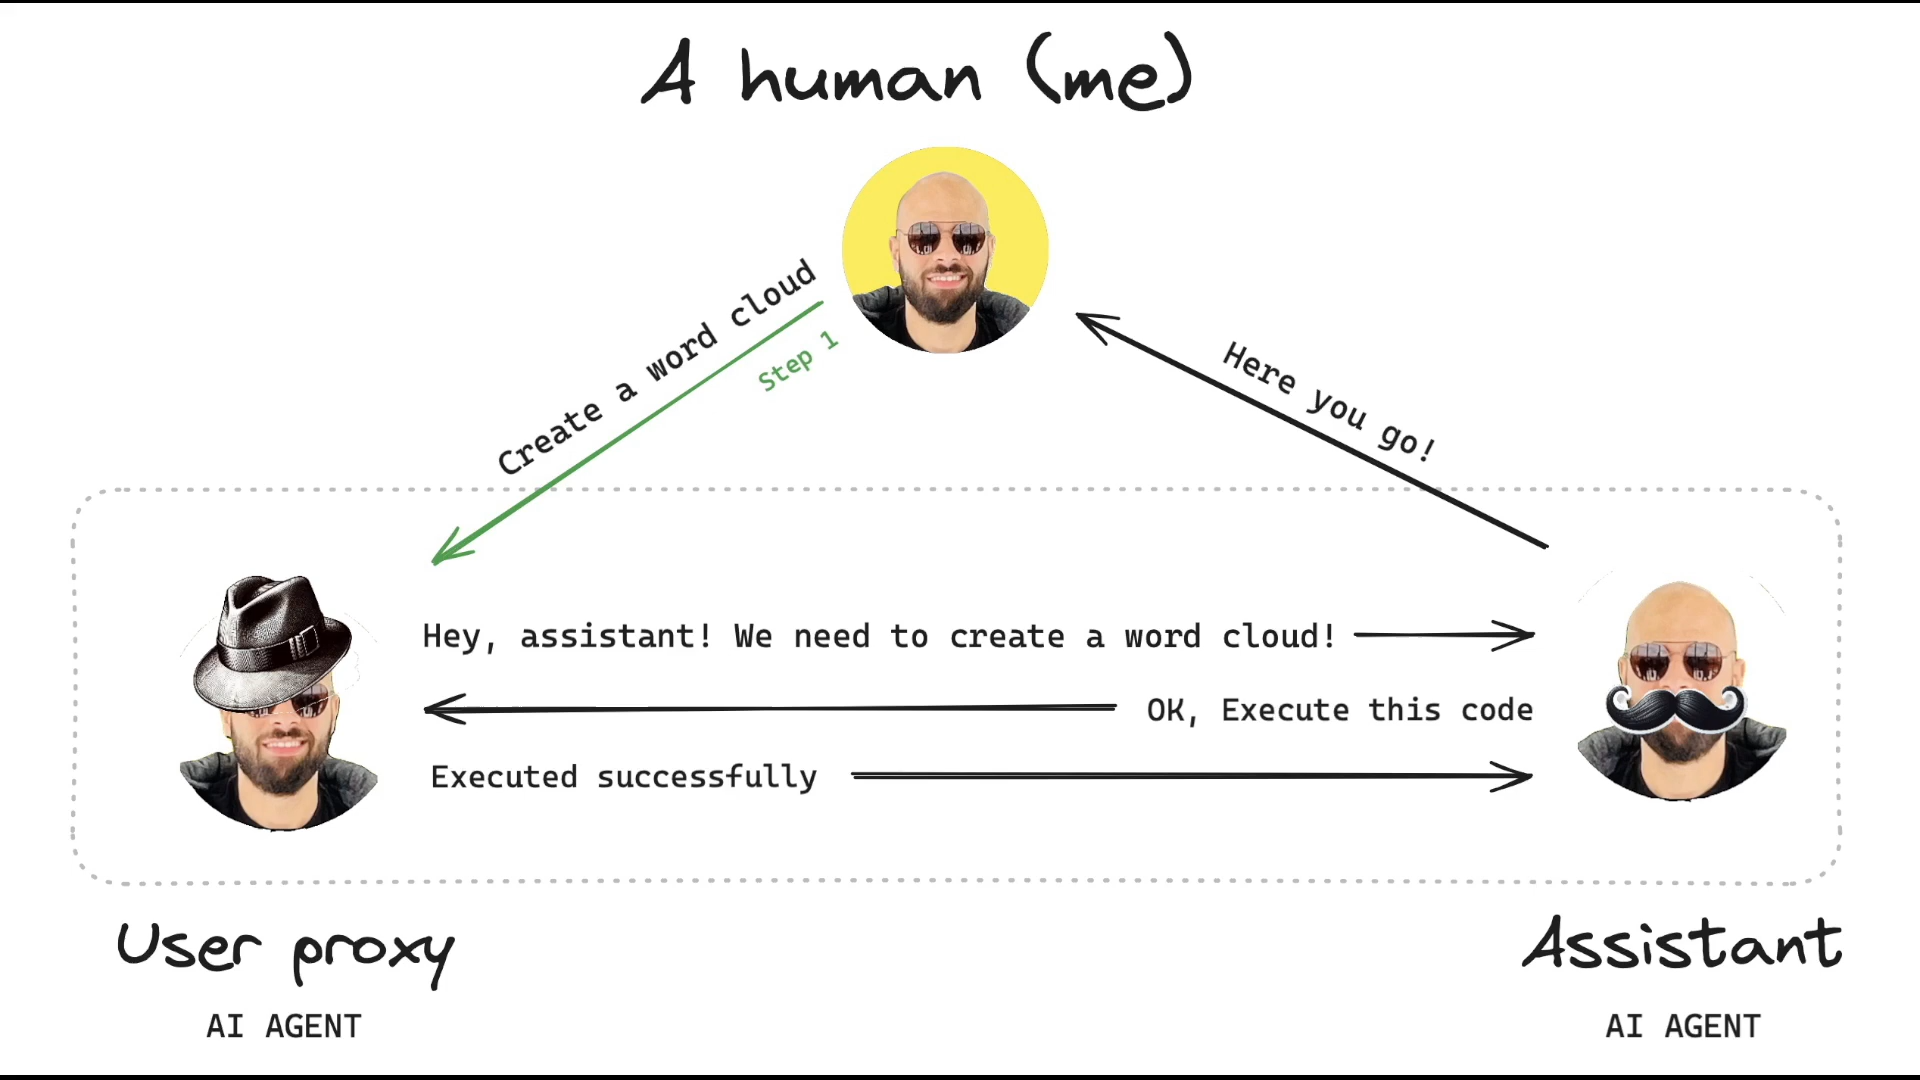 A human (me)
Create a word cloud
Step 1
Here you go!
Hey, assistant! We need to create a word cloud!
OK, Execute this code
Executed successfully
User proxy
AI AGENT
Assistant
AI AGENT